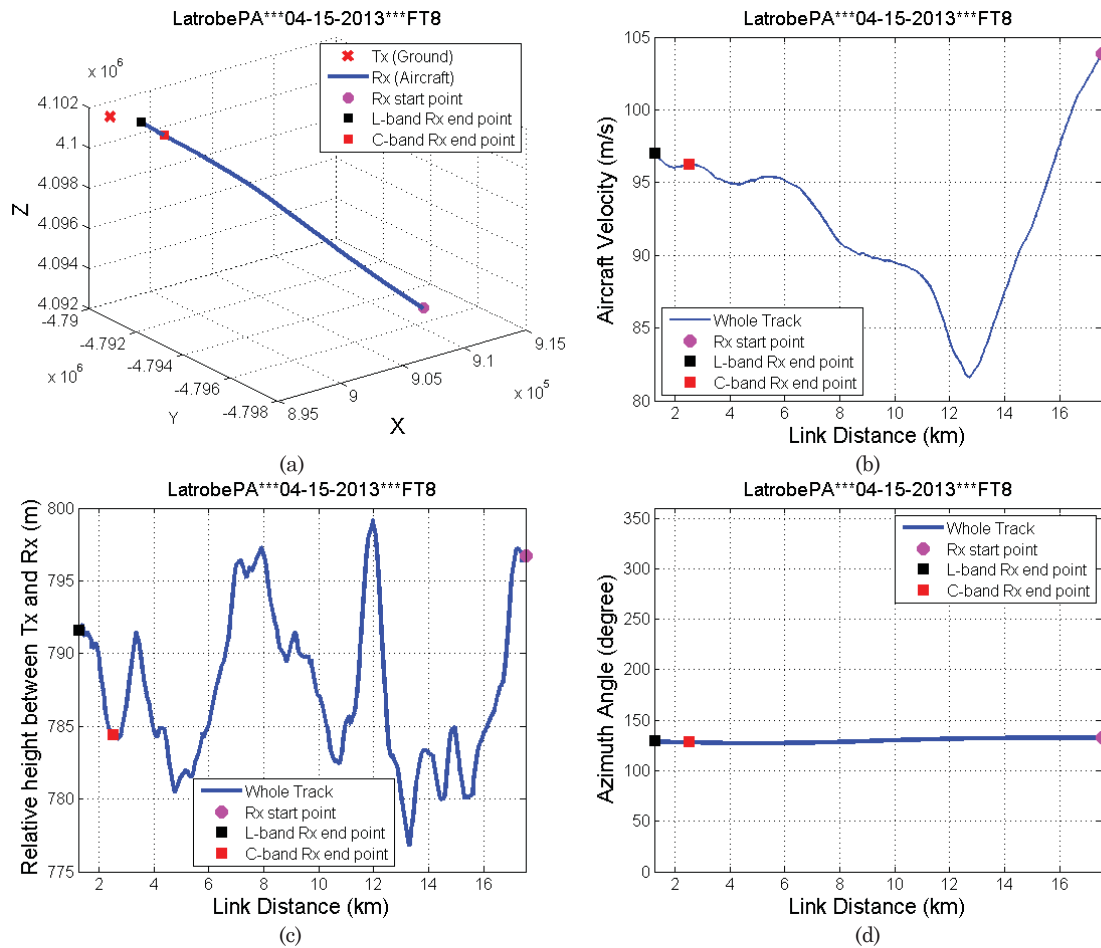 LatrobePA***04-15-2013***FT8
x 10^6
4.102
4.1
4.098
4.096
4.094
4.092
Z
-4.79
-4.792
-4.794
-4.796
-4.798
x 10^6
Y
8.95
9
9.05
9.1
9.15
x 10^5
X
Tx (Ground)
Rx (Aircraft)
Rx start point
L-band Rx end point
C-band Rx end point
(a)
LatrobePA***04-15-2013***FT8
Aircraft Velocity (m/s)
105
100
95
90
85
80
Whole Track
Rx start point
L-band Rx end point
C-band Rx end point
2 4 6 8 10 12 14 16
Link Distance (km)
(b)
LatrobePA***04-15-2013***FT8
Relative height between Tx and Rx (m)
800
795
790
785
780
775
Whole Track
Rx start point
L-band Rx end point
C-band Rx end point
2 4 6 8 10 12 14 16
Link Distance (km)
(c)
LatrobePA***04-15-2013***FT8
Azimuth Angle (degree)
350
300
250
200
150
100
50
0
Whole Track
Rx start point
L-band Rx end point
C-band Rx end point
2 4 6 8 10 12 14 16
Link Distance (km)
(d)